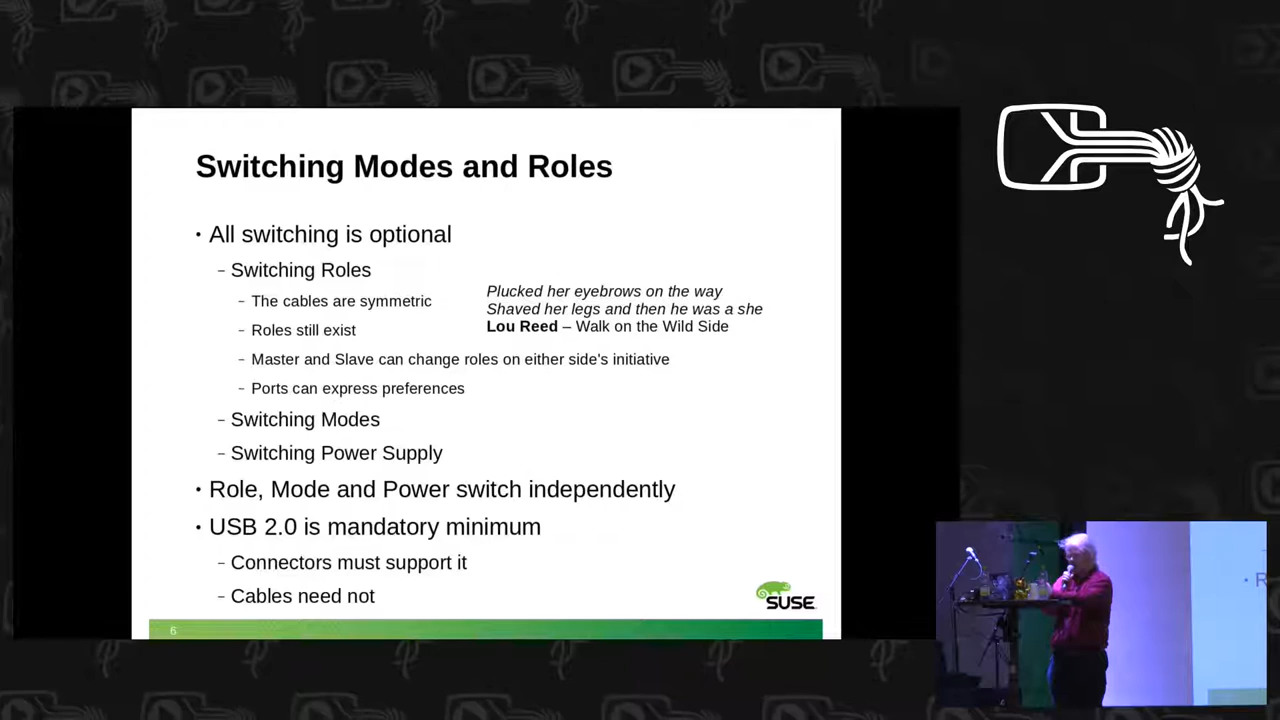 Switching Modes and Roles
• All switching is optional
– Switching Roles
– The cables are symmetric
Plucked her eyebrows on the way
Shaved her legs and then he was a she
Lou Reed – Walk on the Wild Side
– Roles still exist
– Master and Slave can change roles on either side's initiative
– Ports can express preferences
– Switching Modes
– Switching Power Supply
• Role, Mode and Power switch independently
• USB 2.0 is mandatory minimum
– Connectors must support it
– Cables need not
SUSE
6
• R